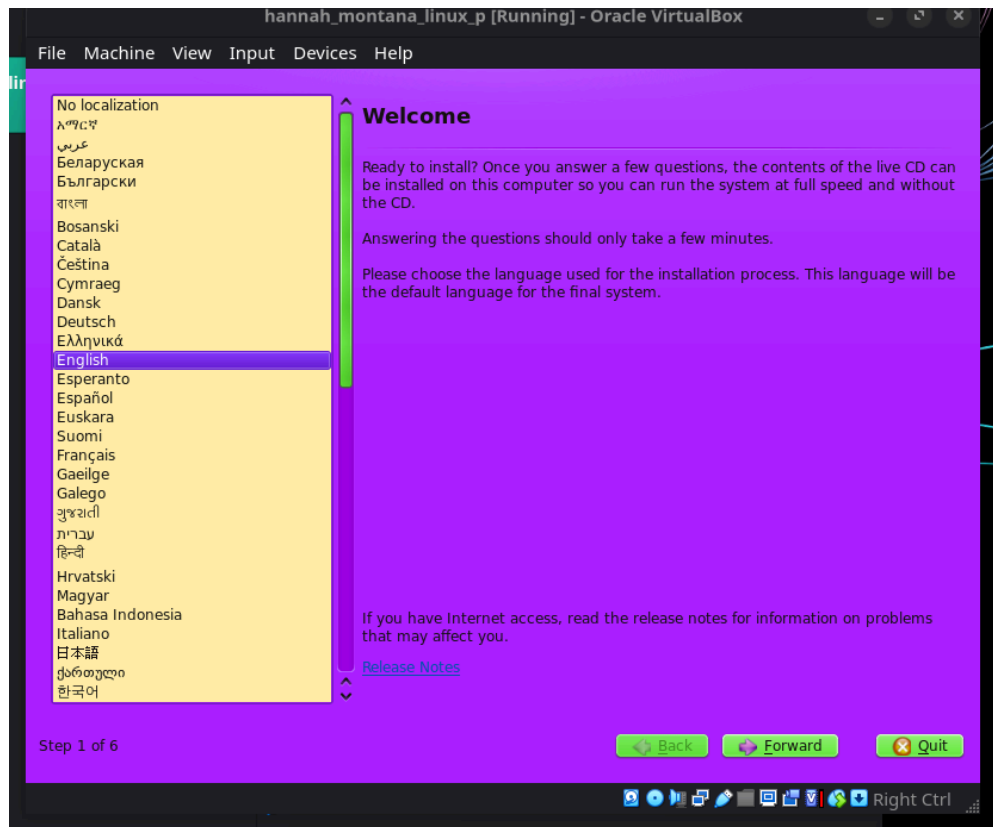 hannah_montana_linux_p [Running] - Oracle VirtualBox
File Machine View Input Devices Help
lir
No localization
አማርኛ
عربي
Беларуская
Български
বাংলা
Bosanski
Català
Čeština
Cymraeg
Dansk
Deutsch
Ελληνικά
English
Esperanto
Español
Euskara
Suomi
Français
Gaeilge
Galego
ગુજરાતી
עברית
हिन्दी
Hrvatski
Magyar
Bahasa Indonesia
Italiano
日本語
ქართული
한국어
Welcome
Ready to install? Once you answer a few questions, the contents of the live CD can
be installed on this computer so you can run the system at full speed and without
the CD.
Answering the questions should only take a few minutes.
Please choose the language used for the installation process. This language will be
the default language for the final system.
If you have Internet access, read the release notes for information on problems
that may affect you.
Release Notes
Step 1 of 6
Back
Forward
Quit
Right Ctrl